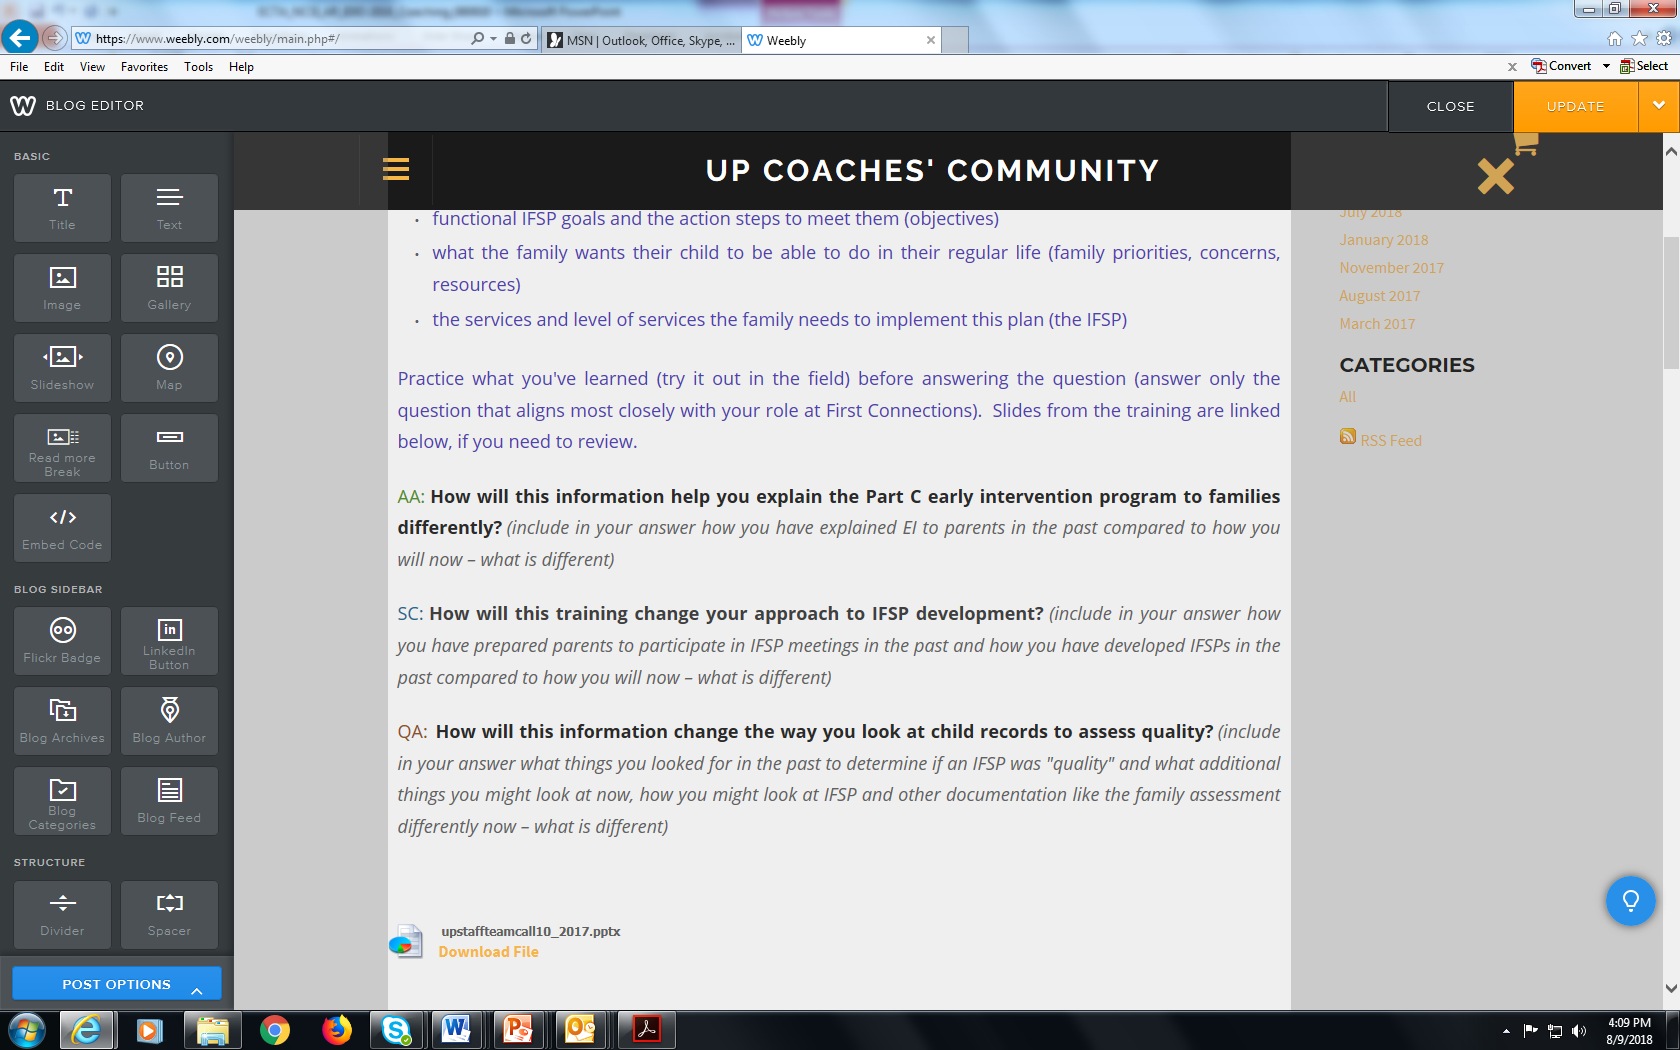 https://www.weebly.com/weebly/main.php#/
MSN | Outlook, Office, Skype, ...
Weebly
File Edit View Favorites Tools Help
x Convert Select
BLOG EDITOR
CLOSE
UPDATE
BASIC
Title Text
Image Gallery
Slideshow Map
Read more
Break
Button
Embed Code
BLOG SIDEBAR
Flickr Badge
LinkedIn
Button
Blog Archives Blog Author
Blog
Categories
Blog Feed
STRUCTURE
Divider Spacer
POST OPTIONS
UP COACHES' COMMUNITY
· functional IFSP goals and the action steps to meet them (objectives)
· what the family wants their child to be able to do in their regular life (family priorities, concerns,
resources)
· the services and level of services the family needs to implement this plan (the IFSP)
Practice what you've learned (try it out in the field) before answering the question (answer only the
question that aligns most closely with your role at First Connections). Slides from the training are linked
below, if you need to review.
AA: How will this information help you explain the Part C early intervention program to families
differently? (include in your answer how you have explained EI to parents in the past compared to how you
will now – what is different)
SC: How will this training change your approach to IFSP development? (include in your answer how
you have prepared parents to participate in IFSP meetings in the past and how you have developed IFSPs in the
past compared to how you will now – what is different)
QA: How will this information change the way you look at child records to assess quality? (include
in your answer what things you looked for in the past to determine if an IFSP was "quality" and what additional
things you might look at now, how you might look at IFSP and other documentation like the family assessment
differently now – what is different)
upstaffteamcall10_2017.pptx
Download File
July 2018
January 2018
November 2017
August 2017
March 2017
CATEGORIES
All
RSS Feed
4:09 PM
8/9/2018